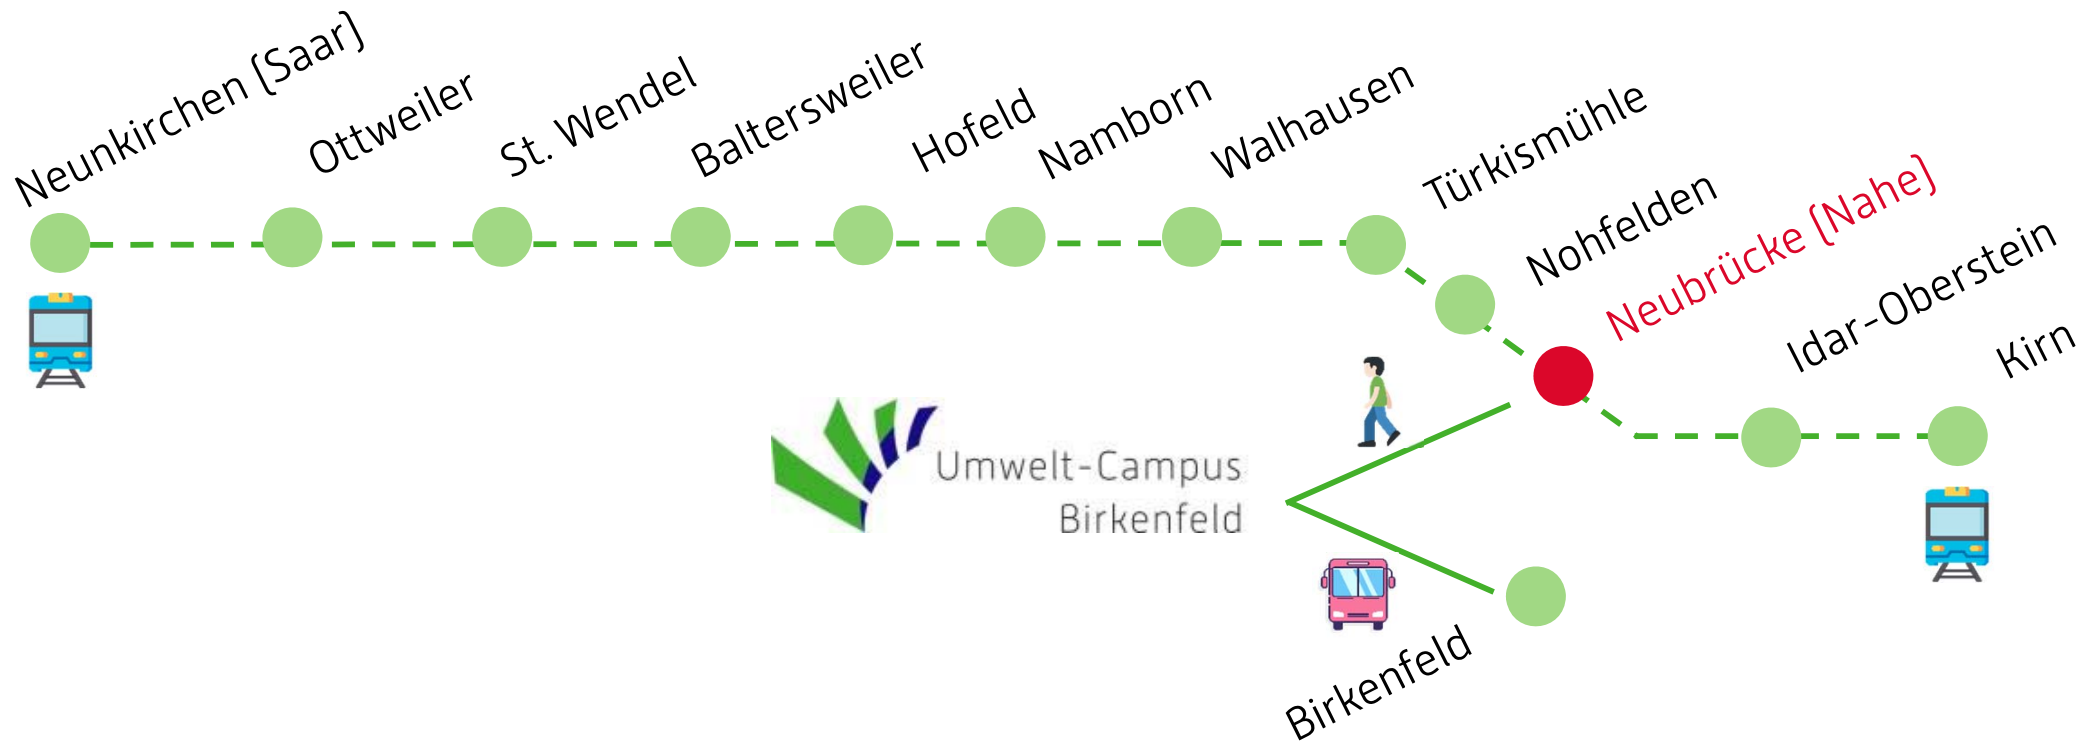 Neunkirchen (Saar)
Ottweiler
St. Wendel
Baltersweiler
Hofeld
Namborn
Walhausen
Türkismühle
Nohfelden
Neubrücke (Nahe)
Idar-Oberstein
Kirn
Umwelt-Campus
Birkenfeld
Birkenfeld